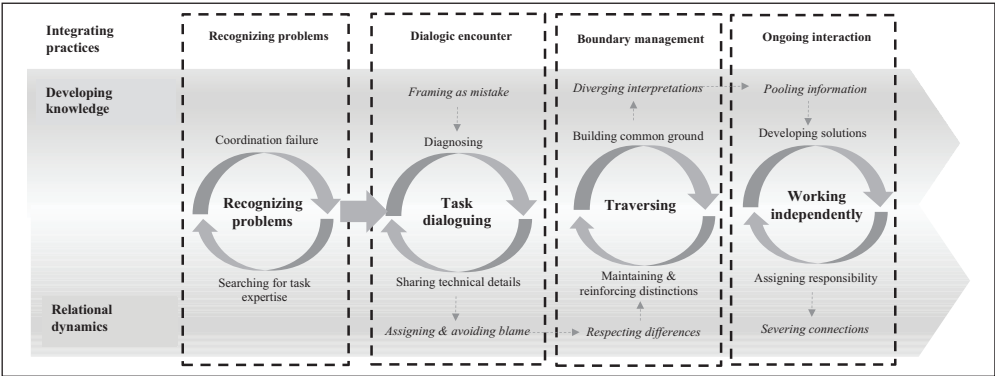 Integrating
practices
Recognizing problems
Dialogic encounter
Boundary management
Ongoing interaction
Developing
knowledge
Framing as mistake
Diverging interpretations
Pooling information
Coordination failure
Diagnosing
Building common ground
Developing solutions
Recognizing
problems
Task
dialoguing
Traversing
Working
independently
Searching for task
expertise
Sharing technical details
Maintaining &
reinforcing distinctions
Assigning responsibility
Relational
dynamics
Assigning & avoiding blame
Respecting differences
Severing connections